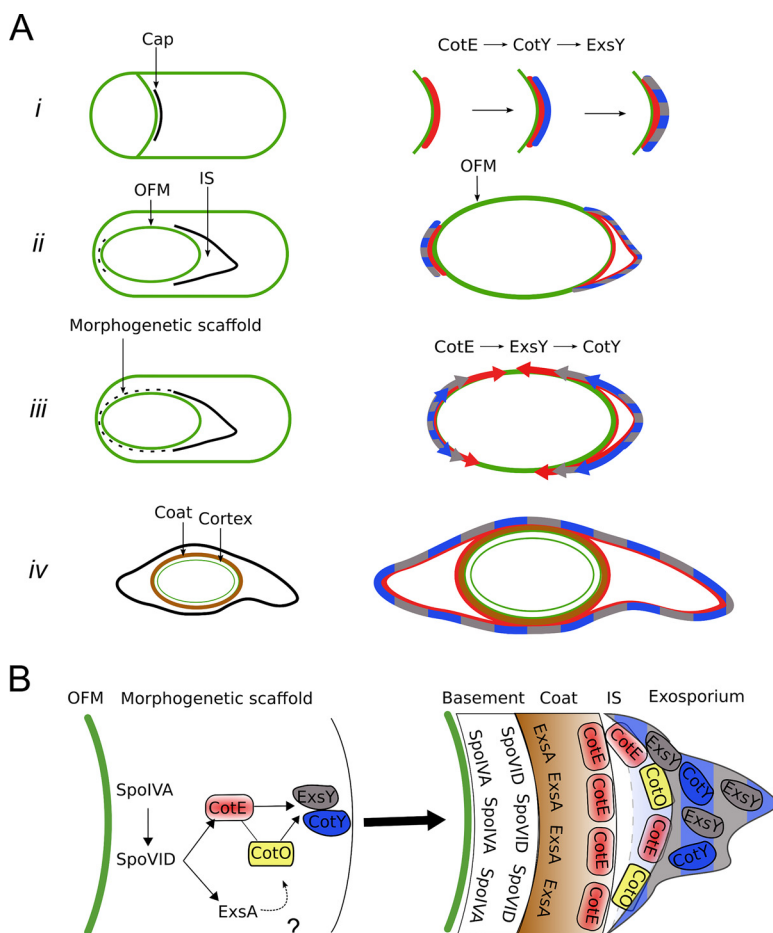 A
Cap
CotE → CotY → ExsY
i
OFM
IS
OFM
ii
Morphogenetic scaffold
CotE → ExsY → CotY
iii
Coat
Cortex
iv
B
OFM Morphogenetic scaffold
SpoIVA
SpoVID
CotE
ExsY
CotY
CotO
ExsA
?
Basement Coat IS Exosporium
SpoIVA
SpoIVA
SpoIVA
SpoVID
SpoVID
SpoVID
ExsA
ExsA
ExsA
ExsA
CotE
CotE
CotE
CotE
CotE
CotO
CotE
CotO
ExsY
CotY
ExsY
ExsY
CotY